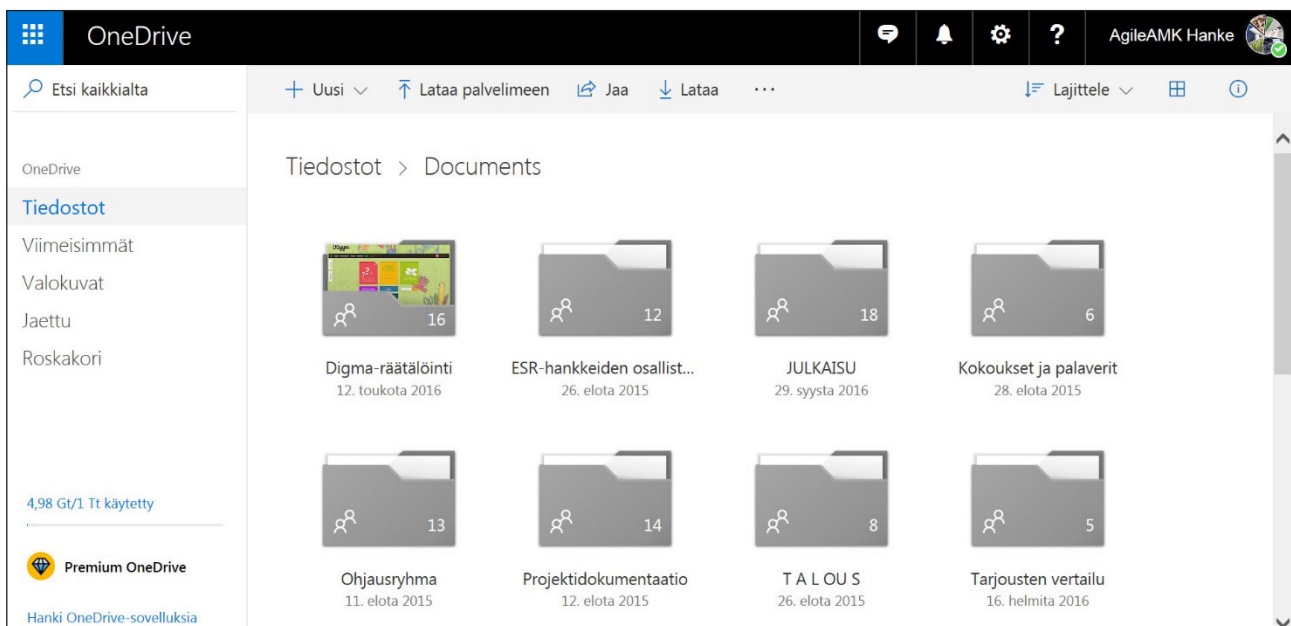 OneDrive
?
AgileAMK Hanke
Etsi kaikkialta
Uusi
Lataa palvelimeen
Jaa
Lataa
...
Lajittele
OneDrive
Tiedostot
Viimeisimmät
Valokuvat
Jaettu
Roskakori
4,98 Gt/1 Tt käytetty
Premium OneDrive
Hanki OneDrive-sovelluksia
Tiedostot > Documents
16
12
18
6
Digma-räätälöinti
12. toukota 2016
ESR-hankkeiden osallist...
26. elota 2015
JULKAISU
29. syysta 2016
Kokoukset ja palaverit
28. elota 2015
13
14
8
5
Ohjausryhma
11. elota 2015
Projektidokumentaatio
12. elota 2015
T A L OU S
26. elota 2015
Tarjousten vertailu
16. helmita 2016